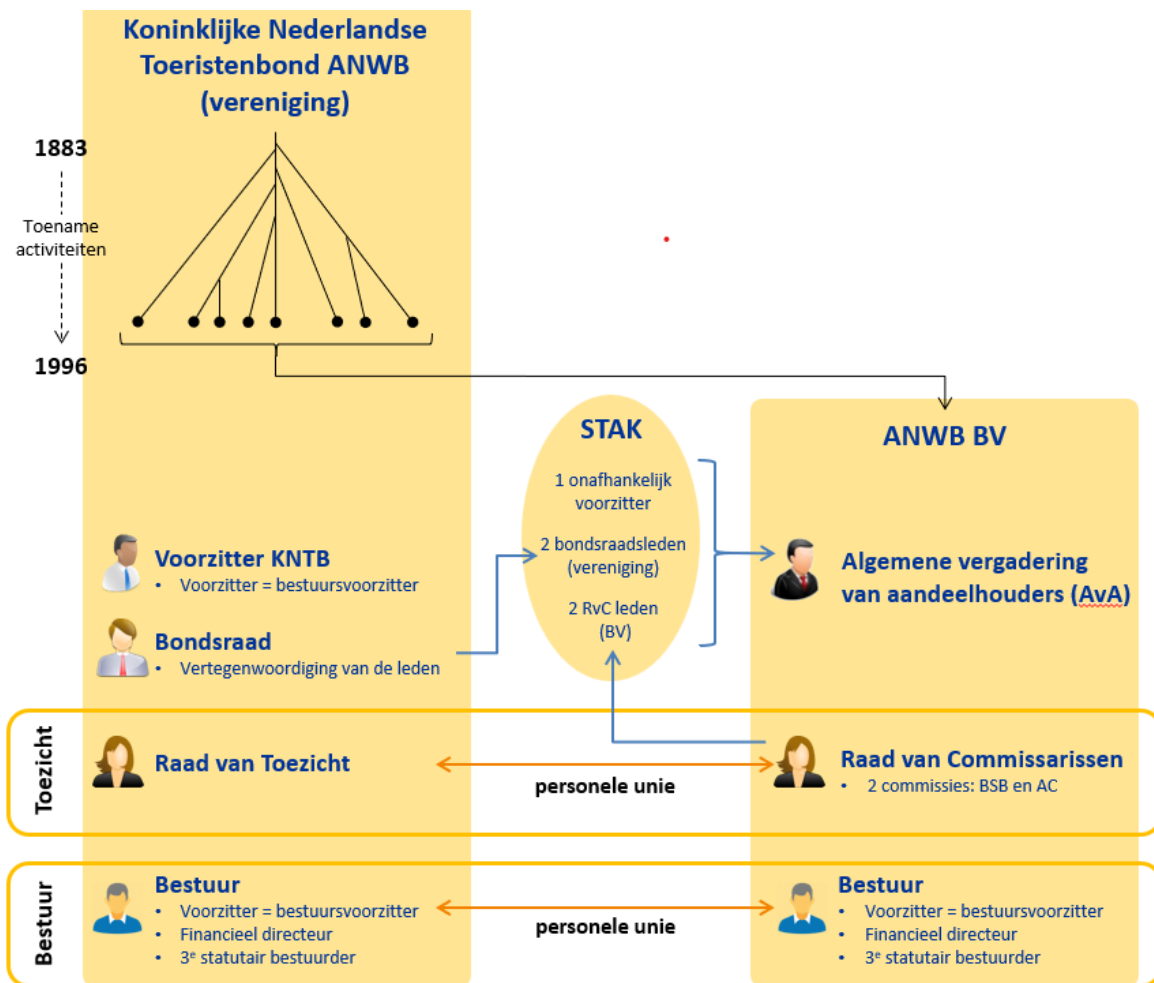 Koninklijke Nederlandse
Toeristenbond ANWB
(vereniging)
1883
Toename
activiteiten
1996
STAK
1 onafhankelijk
voorzitter
2 bondsraadsleden
(vereniging)
2 RvC leden
(BV)
ANWB BV
Voorzitter KNTB
• Voorzitter = bestuursvoorzitter
Bondsraad
• Vertegenwoordiging van de leden
Algemene vergadering
van aandeelhouders (AvA)
Toezicht
Raad van Toezicht
personele unie
Raad van Commissarissen
• 2 commissies: BSB en AC
Bestuur
Bestuur
• Voorzitter = bestuursvoorzitter
• Financieel directeur
• 3e statutair bestuurder
personele unie
Bestuur
• Voorzitter = bestuursvoorzitter
• Financieel directeur
• 3e statutair bestuurder